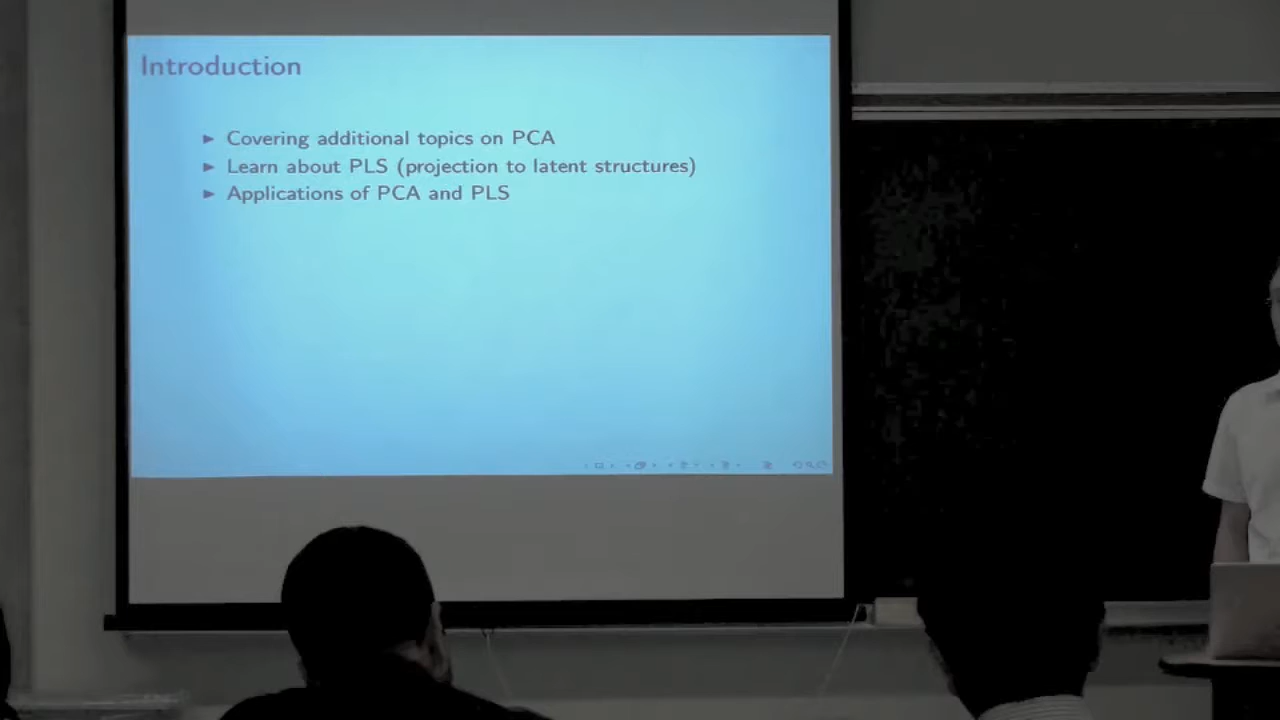 Introduction
Covering additional topics on PCA
Learn about PLS (projection to latent structures)
Applications of PCA and PLS